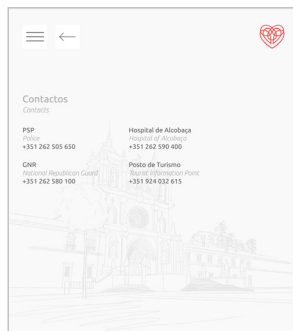 Contactos
Contacts
PSP
Police
+351 262 505 650
GNR
National Republican Guard
+351 262 580 100
Hospital de Alcobaça
Hospital of Alcobaça
+351 262 590 400
Posto de Turismo
Tourist Information Point
+351 924 032 615